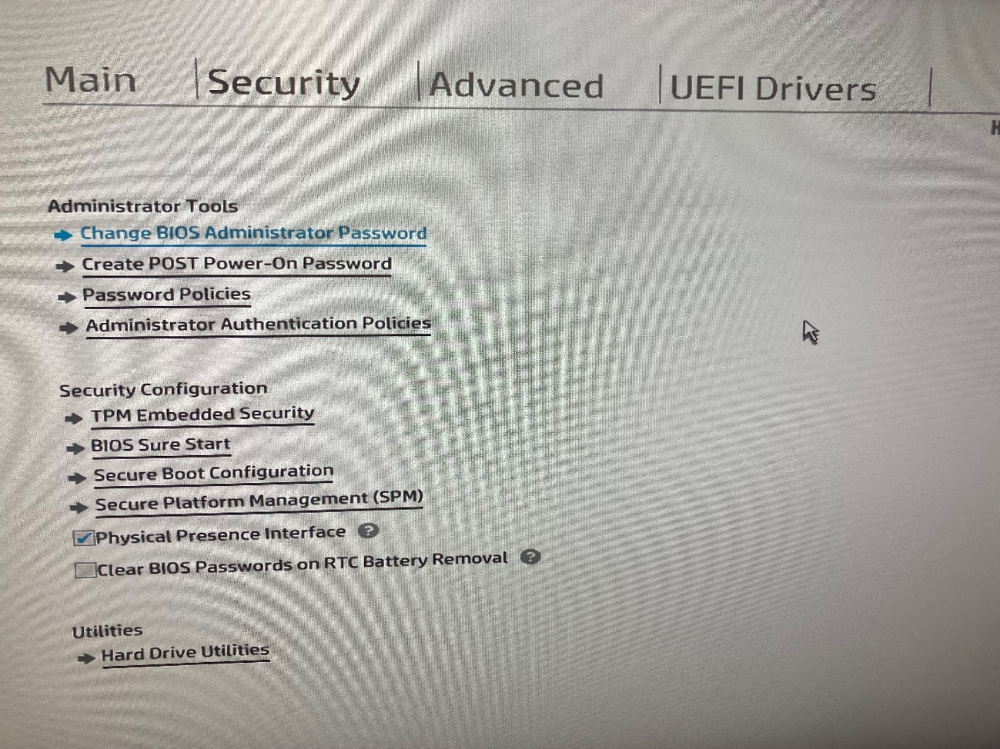 Main | Security | Advanced | UEFI Drivers |
H
Administrator Tools
Change BIOS Administrator Password
Create POST Power-On Password
Password Policies
Administrator Authentication Policies
Security Configuration
TPM Embedded Security
BIOS Sure Start
Secure Boot Configuration
Secure Platform Management (SPM)
Physical Presence Interface ?
Clear BIOS Passwords on RTC Battery Removal ?
Utilities
Hard Drive Utilities